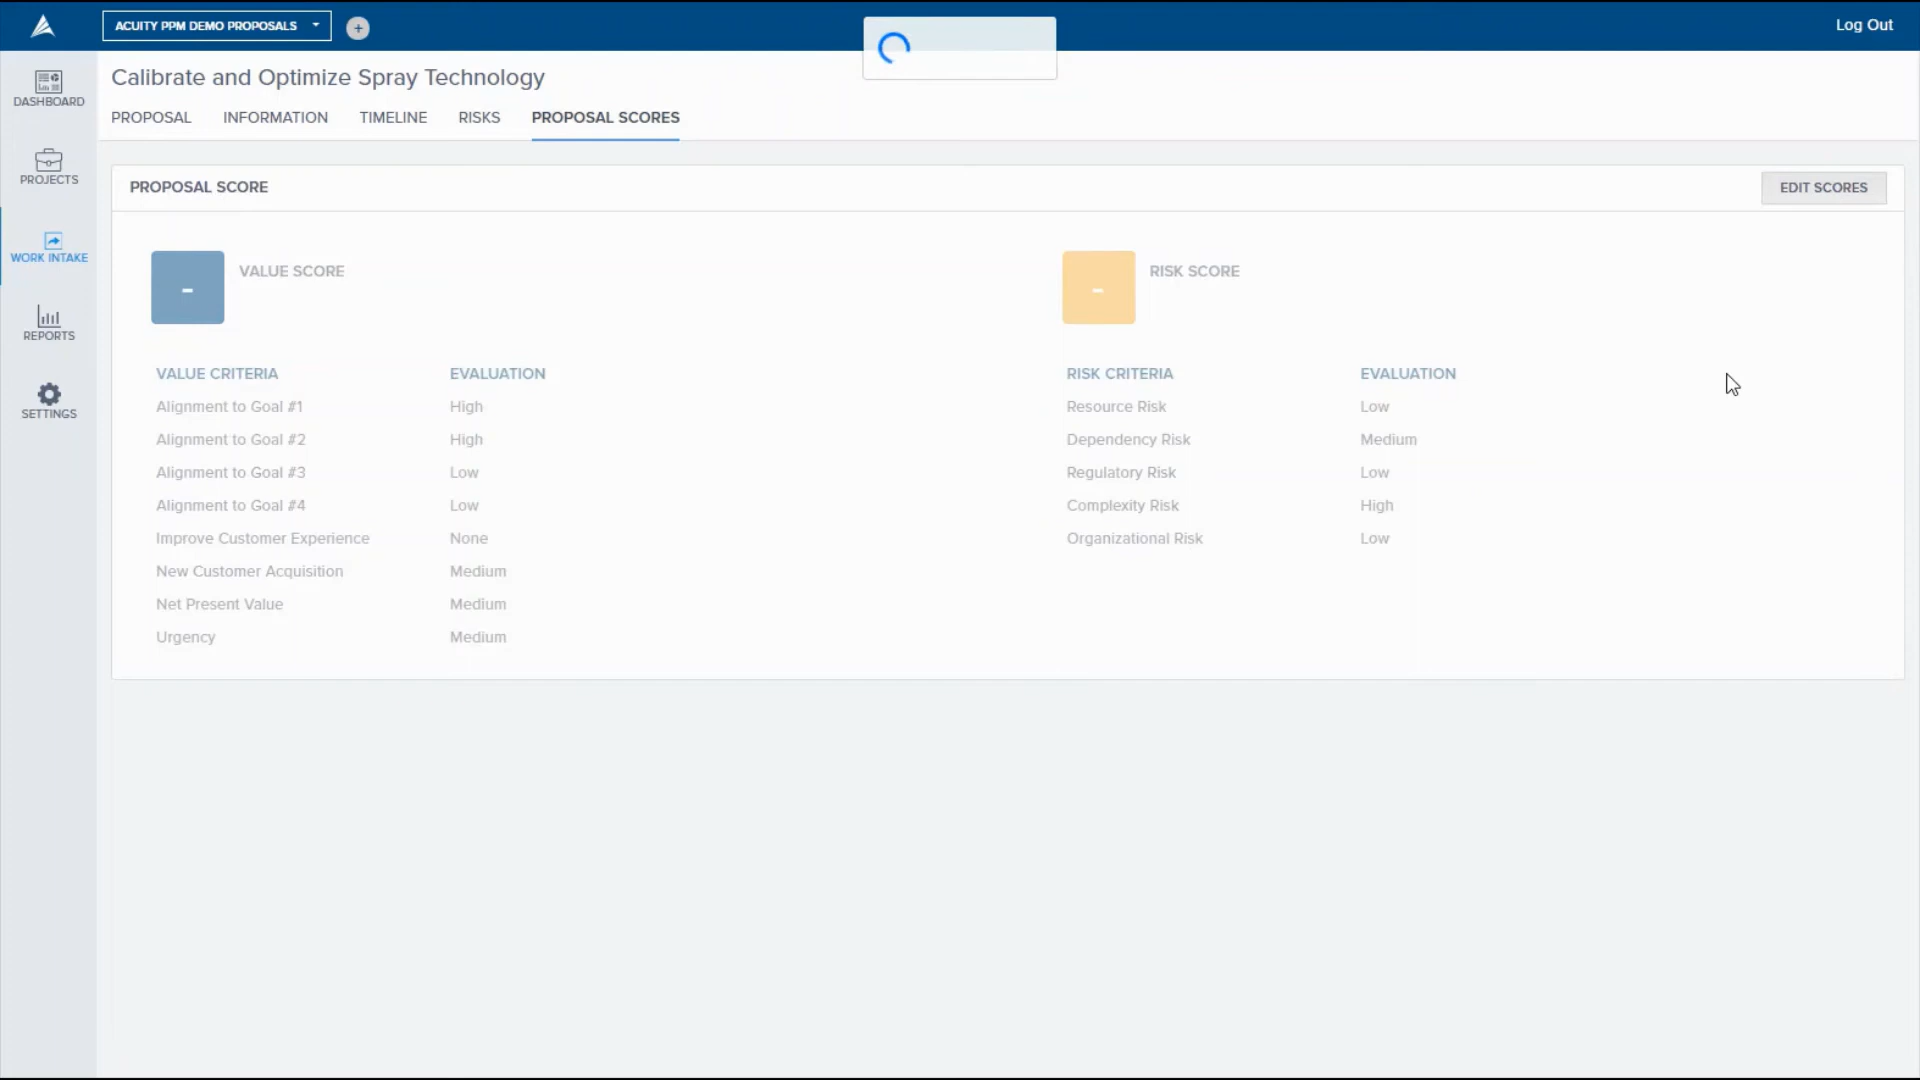 ACUITY PPM DEMO PROPOSALS
+
Log Out
Calibrate and Optimize Spray Technology
PROPOSAL INFORMATION TIMELINE RISKS PROPOSAL SCORES
DASHBOARD
PROJECTS
WORK INTAKE
REPORTS
SETTINGS
PROPOSAL SCORE
EDIT SCORES
- VALUE SCORE
VALUE CRITERIA EVALUATION
Alignment to Goal #1 High
Alignment to Goal #2 High
Alignment to Goal #3 Low
Alignment to Goal #4 Low
Improve Customer Experience None
New Customer Acquisition Medium
Net Present Value Medium
Urgency Medium
- RISK SCORE
RISK CRITERIA EVALUATION
Resource Risk Low
Dependency Risk Medium
Regulatory Risk Low
Complexity Risk High
Organizational Risk Low